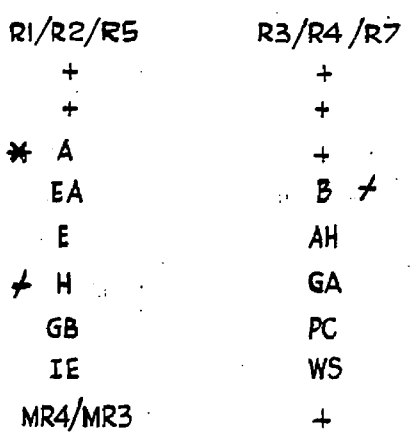 R1/R2/R5 R3/R4/R7
+ +
+ +
* A +
EA B ≠
E AH
≠ H GA
GB PC
IE WS
MR4/MR3 +